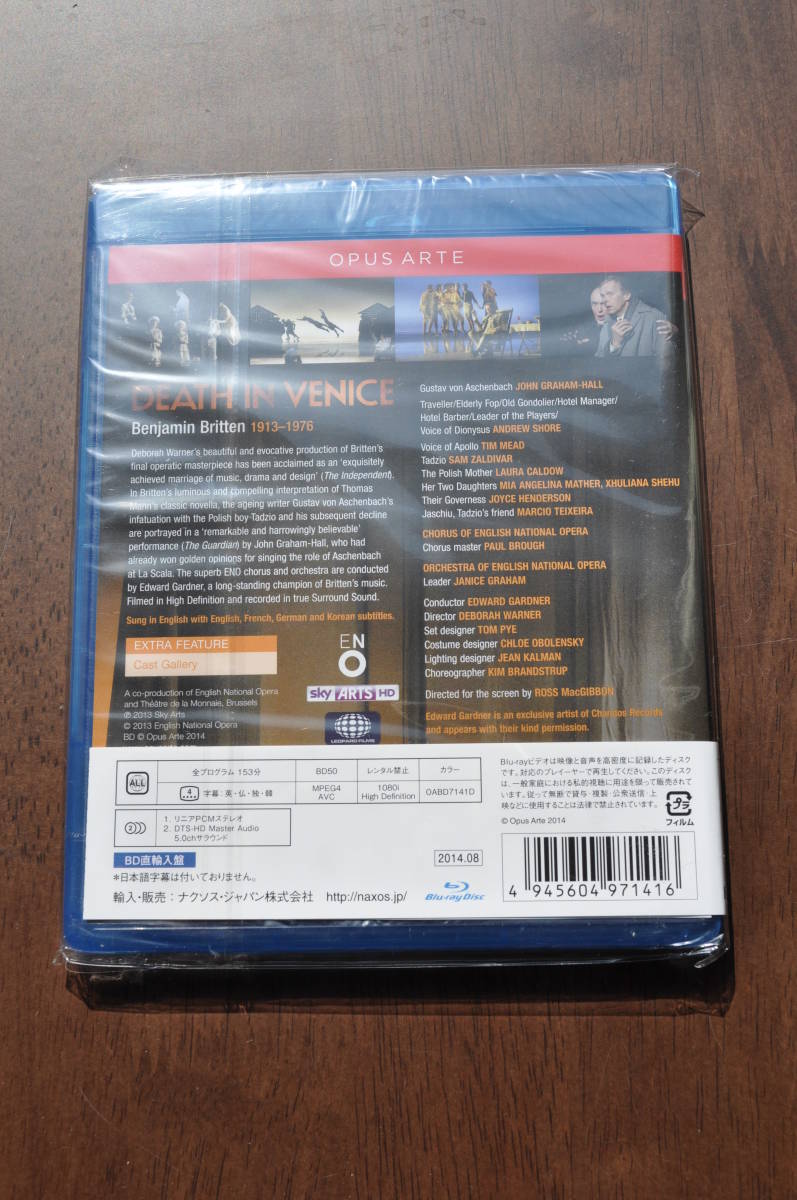 OPUS ARTE
DEATH IN VENICE
Benjamin Britten 1913–1976
Deborah Warner's beautiful and evocative production of Britten's
final operatic masterpiece has been acclaimed as an 'exquisitely
achieved marriage of music, drama and design' (The Independent).
In Britten's luminous and compelling interpretation of Thomas
Mann's classic novella, the ageing writer Gustav von Aschenbach's
infatuation with the Polish boy Tadzio and his subsequent decline
are portrayed in a 'remarkable and harrowingly believable'
performance (The Guardian) by John Graham-Hall, who had
already won golden opinions for singing the role of Aschenbach
at La Scala. The superb ENO chorus and orchestra are conducted
by Edward Gardner, a long-standing champion of Britten's music.
Filmed in High Definition and recorded in true Surround Sound.
Sung in English with English, French, German and Korean subtitles.
EXTRA FEATURE
Cast Gallery
A co-production of English National Opera
and Théâtre de la Monnaie, Brussels
℗ 2013 Sky Arts
© 2013 English National Opera
BD © Opus Arte 2014
EN
O
sky ARTS HD
LEOPARD FILMS
Gustav von Aschenbach JOHN GRAHAM-HALL
Traveller/Elderly Fop/Old Gondolier/Hotel Manager/
Hotel Barber/Leader of the Players/
Voice of Dionysus ANDREW SHORE
Voice of Apollo TIM MEAD
Tadzio SAM ZALDIVAR
The Polish Mother LAURA CALDOW
Her Two Daughters MIA ANGELINA MATHER, XHULIANA SHEHU
Their Governess JOYCE HENDERSON
Jaschiu, Tadzio's friend MARCIO TEIXEIRA
CHORUS OF ENGLISH NATIONAL OPERA
Chorus master PAUL BROUGH
ORCHESTRA OF ENGLISH NATIONAL OPERA
Leader JANICE GRAHAM
Conductor EDWARD GARDNER
Director DEBORAH WARNER
Set designer TOM PYE
Costume designer CHLOE OBOLENSKY
Lighting designer JEAN KALMAN
Choreographer KIM BRANDSTRUP
Directed for the screen by ROSS MacGIBBON
Edward Gardner is an exclusive artist of Chandos Records
and appears with their kind permission.
ALL
全プログラム 153分 BD50 レンタル禁止 カラー
4 字幕：英・仏・独・韓 MPEG4 AVC 1080i High Definition OABD7141D
2
1. リニアPCMステレオ
2. DTS-HD Master Audio
5.0chサラウンド
BD直輸入盤
2014.08
*日本語字幕は付いておりません。
輸入・販売：ナクソス・ジャパン株式会社 http://naxos.jp/
Blu-ray Disc
Blu-rayビデオは映像と音声を高密度に記録したディスク
です。対応のプレーヤーで再生してください。このディスク
は、一般家庭における私的視聴に用途を限って販売されて
います。従って無断で貸与・複製・公衆送信・上
映などに使用することは法律で禁止されています。
© Opus Arte 2014
プラ
フィルム
4 945604 971416